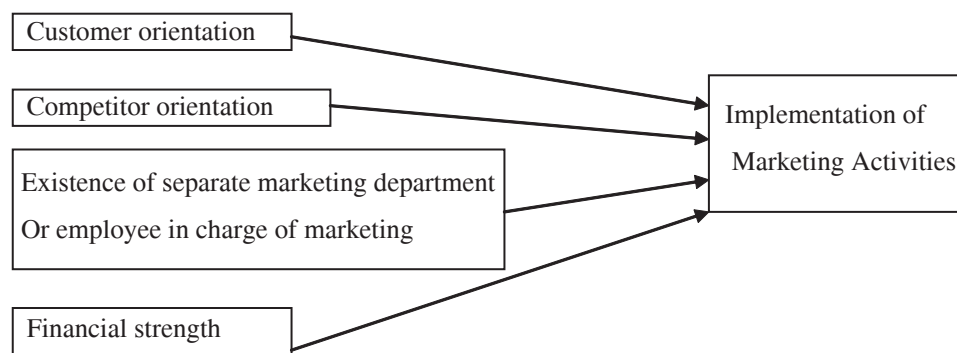 Customer orientation
Competitor orientation
Existence of separate marketing department
Or employee in charge of marketing
Financial strength
Implementation of
Marketing Activities